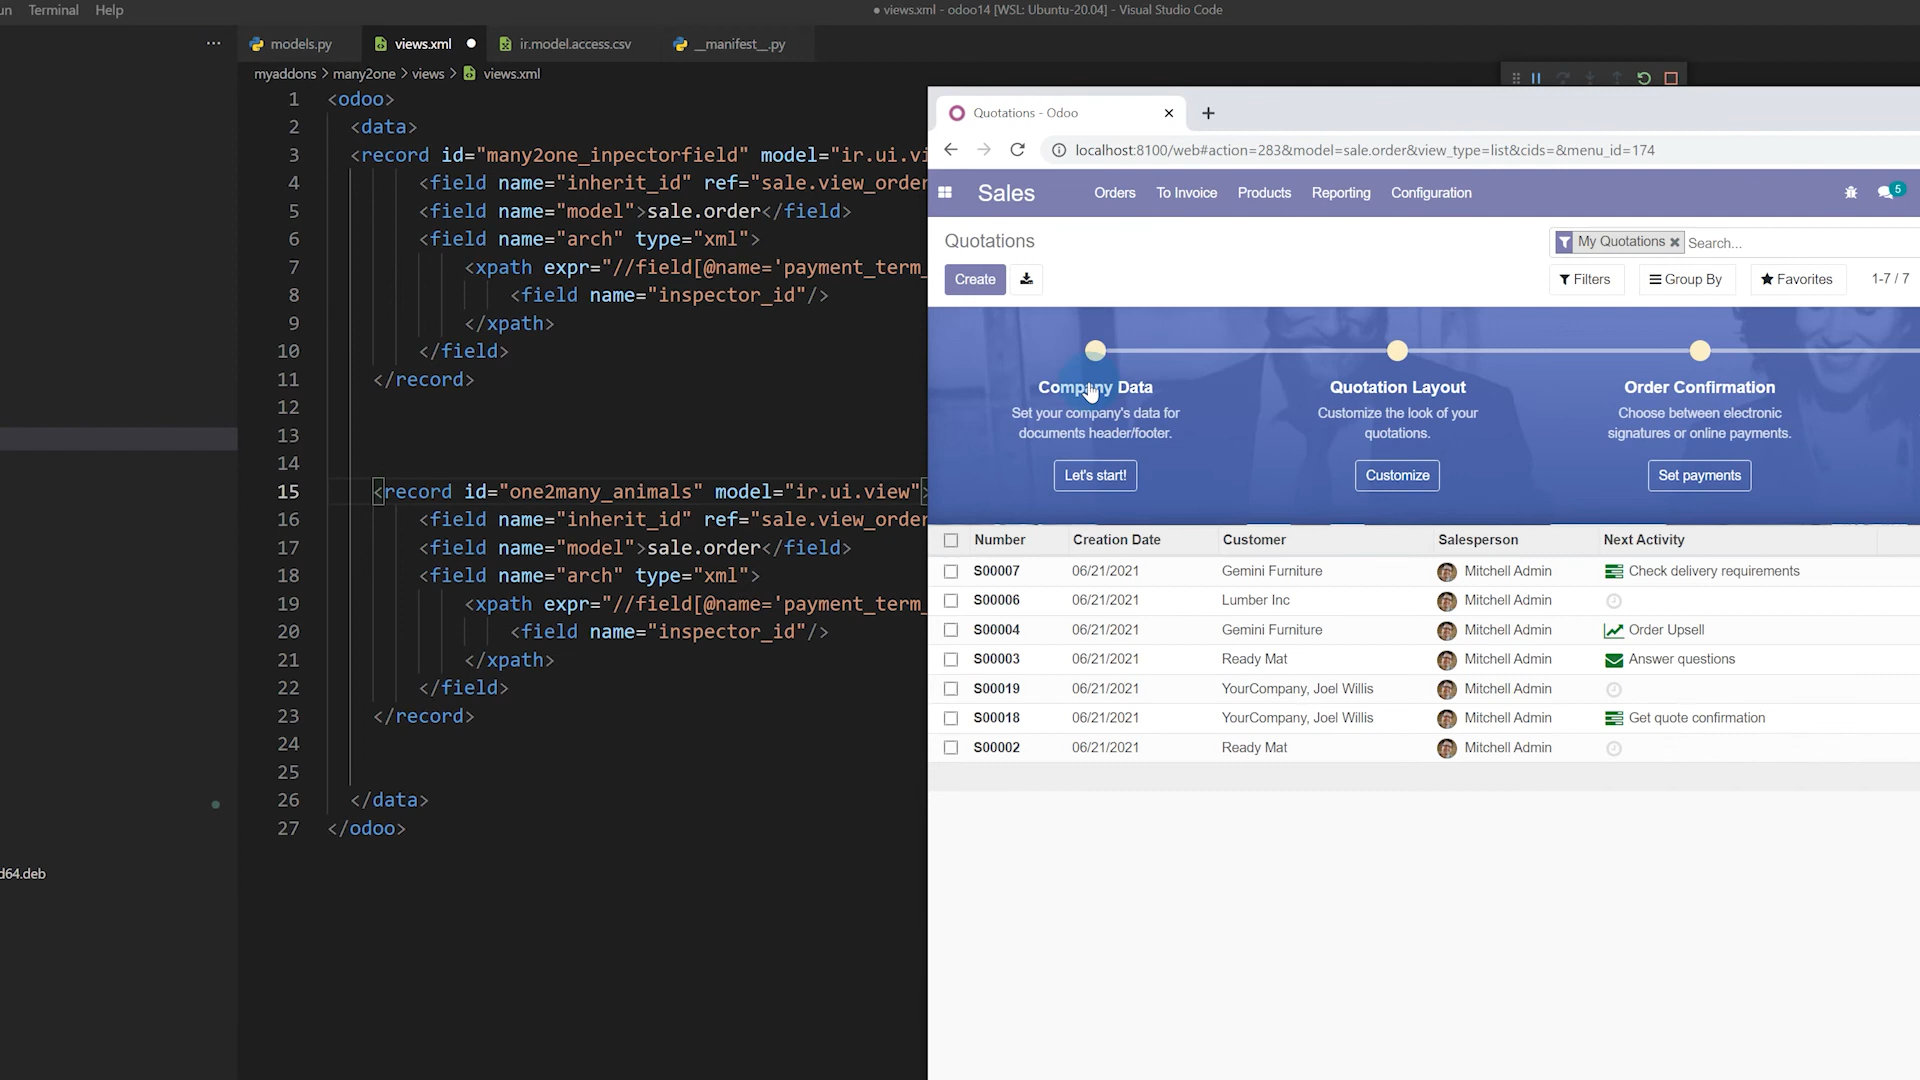 Terminal Help
• views.xml - odoo14 [WSL: Ubuntu-20.04] - Visual Studio Code
models.py views.xml ir.model.access.csv __manifest__.py
myaddons > many2one > views > views.xml
1 <odoo>
2 <data>
3 <record id="many2one_inpectorfield" model="ir.ui.vi
4 <field name="inherit_id" ref="sale.view_order
5 <field name="model">sale.order</field>
6 <field name="arch" type="xml">
7 <xpath expr="//field[@name='payment_term_
8 <field name="inspector_id"/>
9 </xpath>
10 </field>
11 </record>
12
13
14
15 <record id="one2many_animals" model="ir.ui.view">
16 <field name="inherit_id" ref="sale.view_order
17 <field name="model">sale.order</field>
18 <field name="arch" type="xml">
19 <xpath expr="//field[@name='payment_term_
20 <field name="inspector_id"/>
21 </xpath>
22 </field>
23 </record>
24
25
26 </data>
27 </odoo>
d64.deb
Quotations - Odoo
localhost:8100/web#action=283&model=sale.order&view_type=list&cids=&menu_id=174
Sales Orders To Invoice Products Reporting Configuration 5
Quotations
My Quotations Search...
Create Filters Group By Favorites 1-7 / 7
Company Data
Set your company's data for
documents header/footer.
Let's start!
Quotation Layout
Customize the look of your
quotations.
Customize
Order Confirmation
Choose between electronic
signatures or online payments.
Set payments
Number Creation Date Customer Salesperson Next Activity
S00007 06/21/2021 Gemini Furniture Mitchell Admin Check delivery requirements
S00006 06/21/2021 Lumber Inc Mitchell Admin
S00004 06/21/2021 Gemini Furniture Mitchell Admin Order Upsell
S00003 06/21/2021 Ready Mat Mitchell Admin Answer questions
S00019 06/21/2021 YourCompany, Joel Willis Mitchell Admin
S00018 06/21/2021 YourCompany, Joel Willis Mitchell Admin Get quote confirmation
S00002 06/21/2021 Ready Mat Mitchell Admin